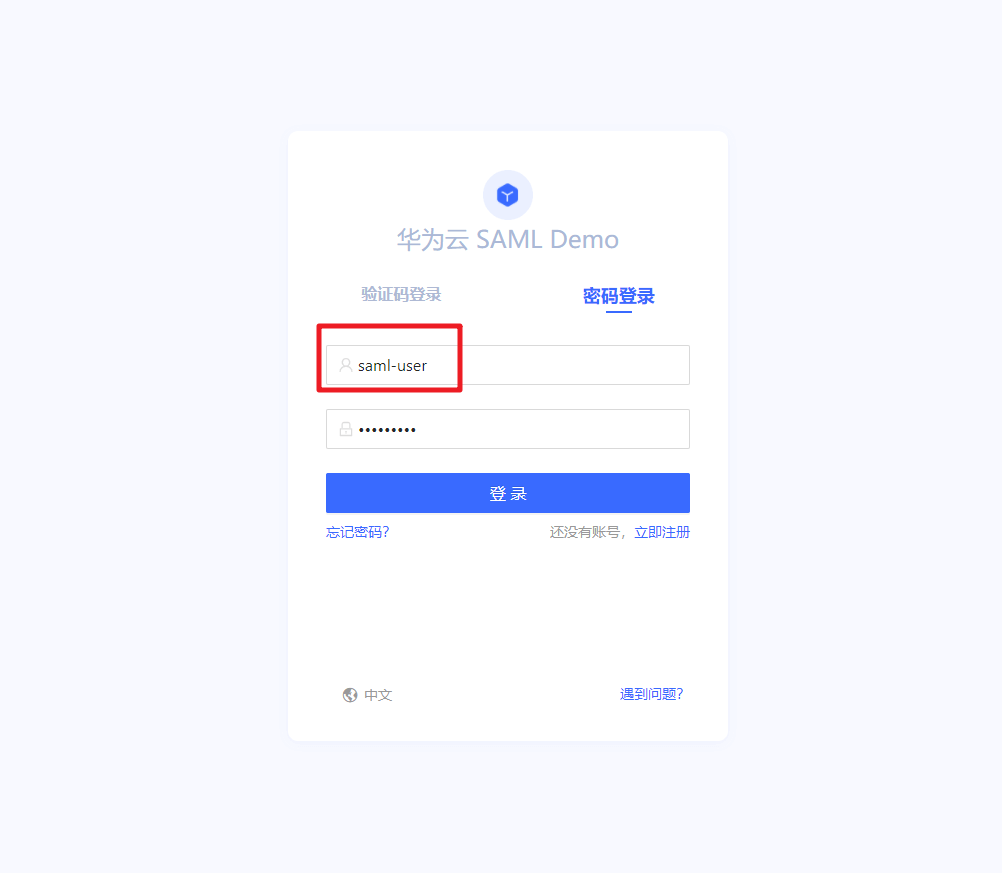 华为云 SAML Demo
验证码登录 密码登录
saml-user
•••••••••
登 录
忘记密码? 还没有账号，立即注册
中文 遇到问题?